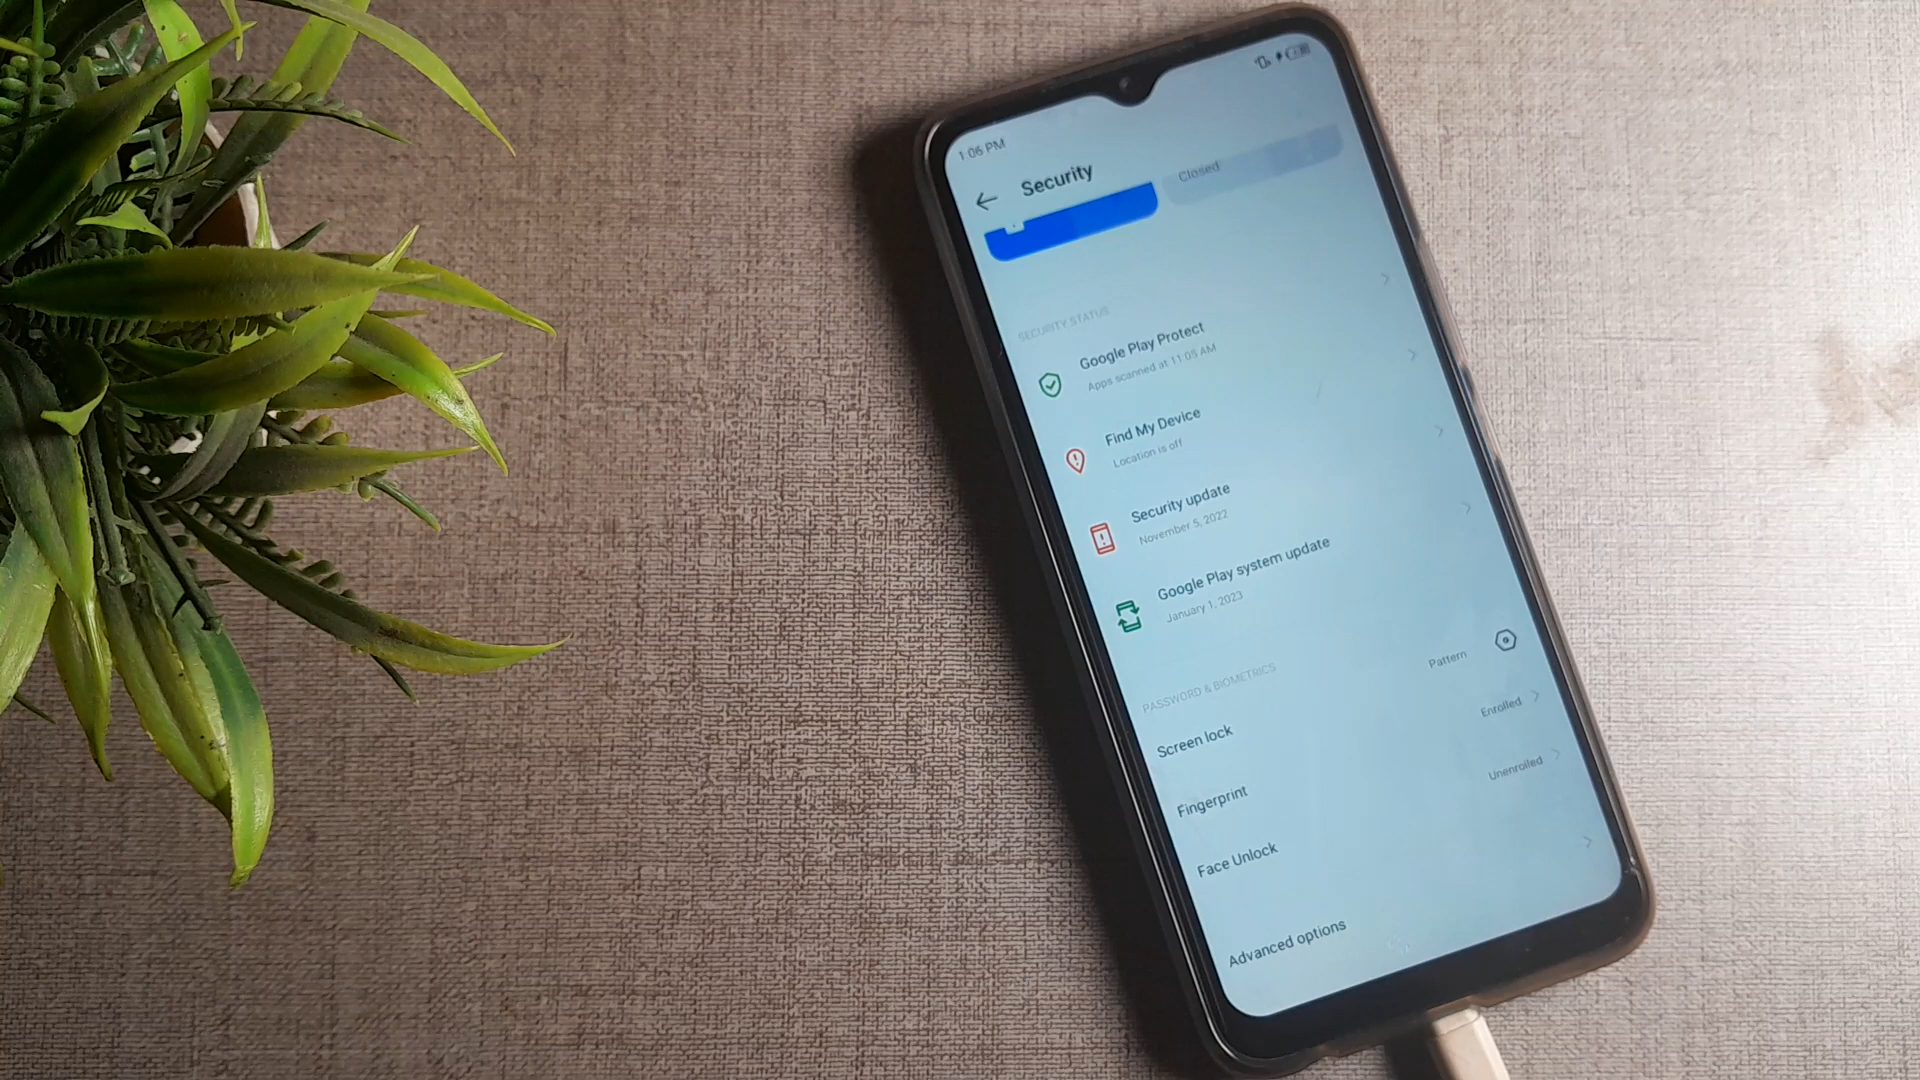 1:06 PM
Security
Closed
SECURITY STATUS
Google Play Protect
Apps scanned at 11:05 AM
Find My Device
Location is off
Security update
November 5, 2022
Google Play system update
January 1, 2023
PASSWORD & BIOMETRICS
Screen lock
Pattern
Fingerprint
Enrolled
Face Unlock
Unenrolled
Advanced options